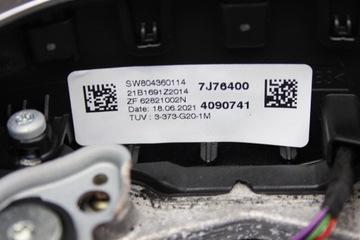 SW804360114
21B1691Z2014
ZF 62821002N
Date: 18.06.2021
TUV : 3-373-G20-1M
7J76400
4090741